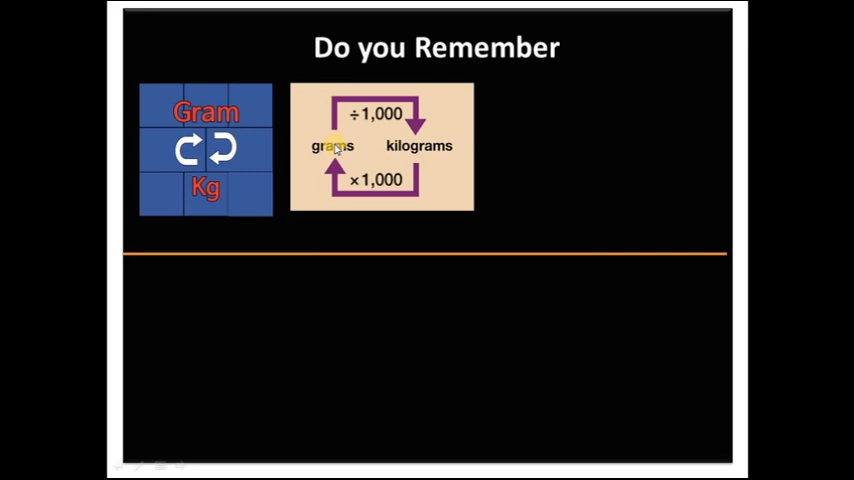 Do you Remember
Gram
Kg
÷1,000
grams kilograms
×1,000